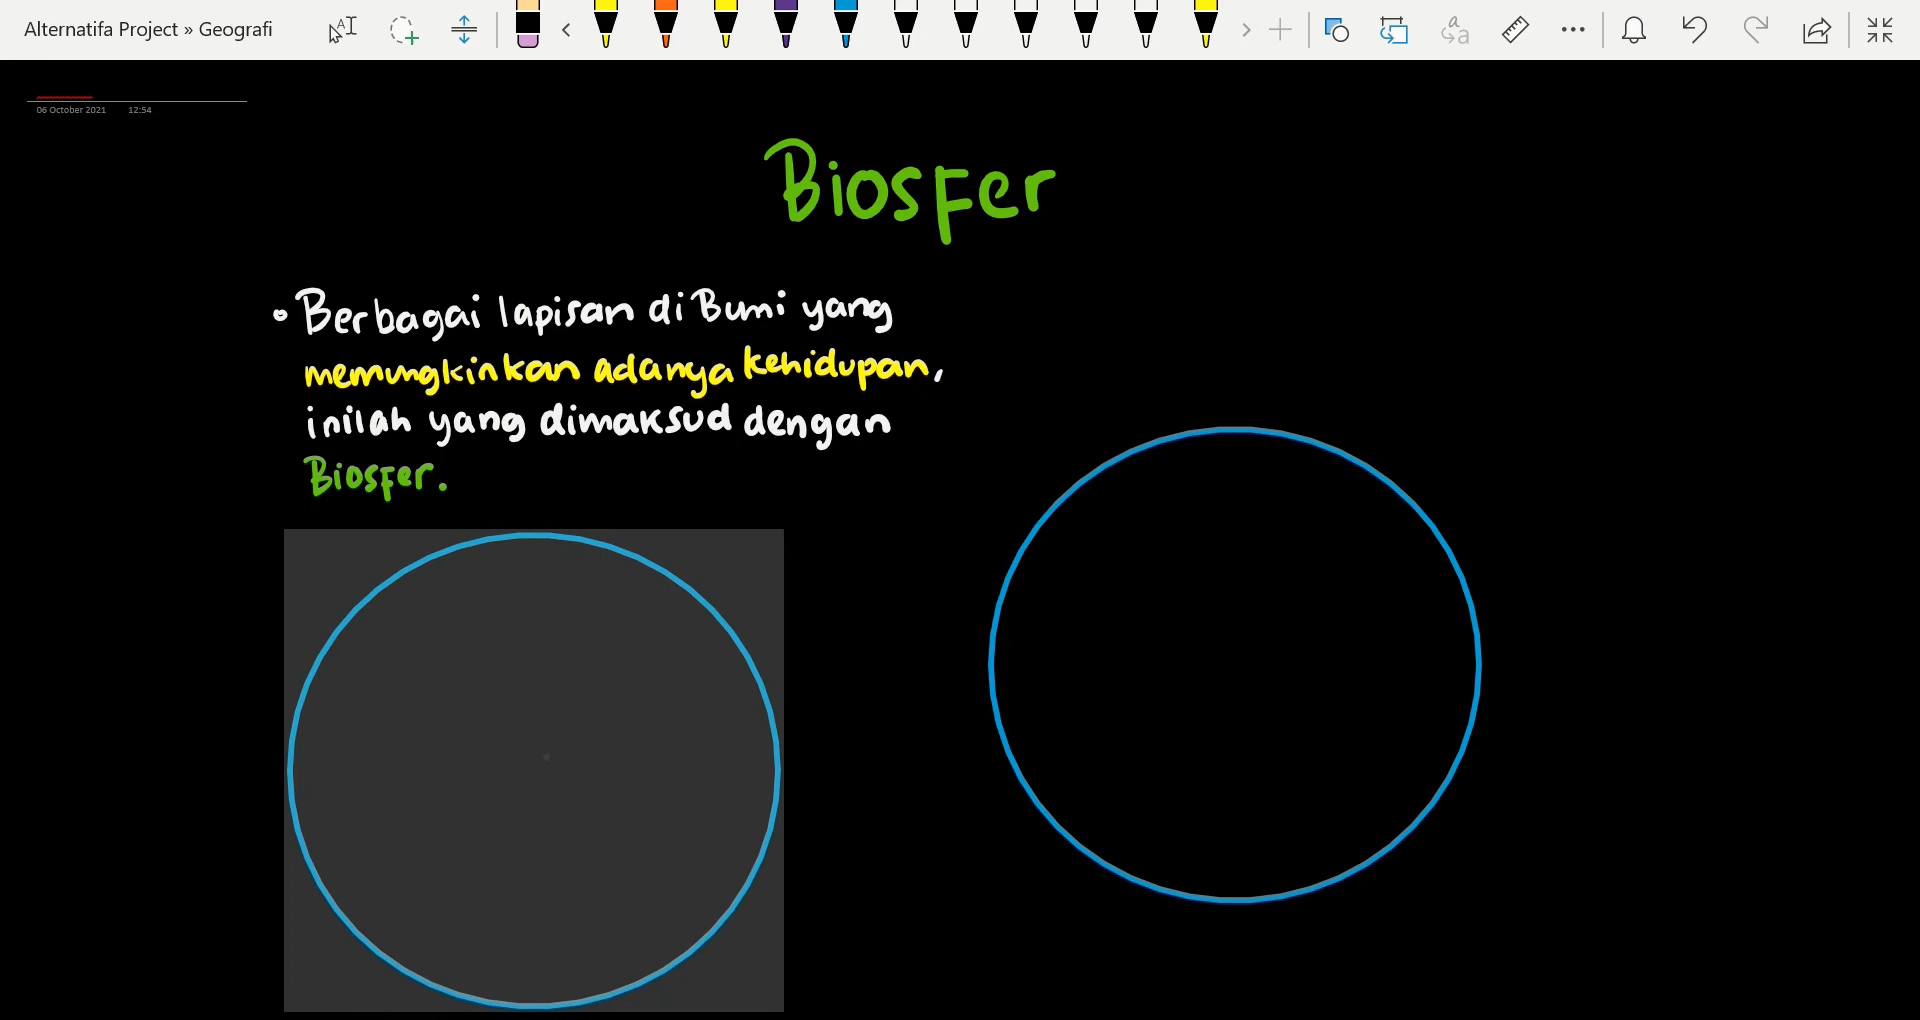 Alternatifa Project » Geografi
06 October 2021 12:54
Biosfer
Berbagai lapisan di Bumi yang
memungkinkan adanya kehidupan,
inilah yang dimaksud dengan
Biosfer.